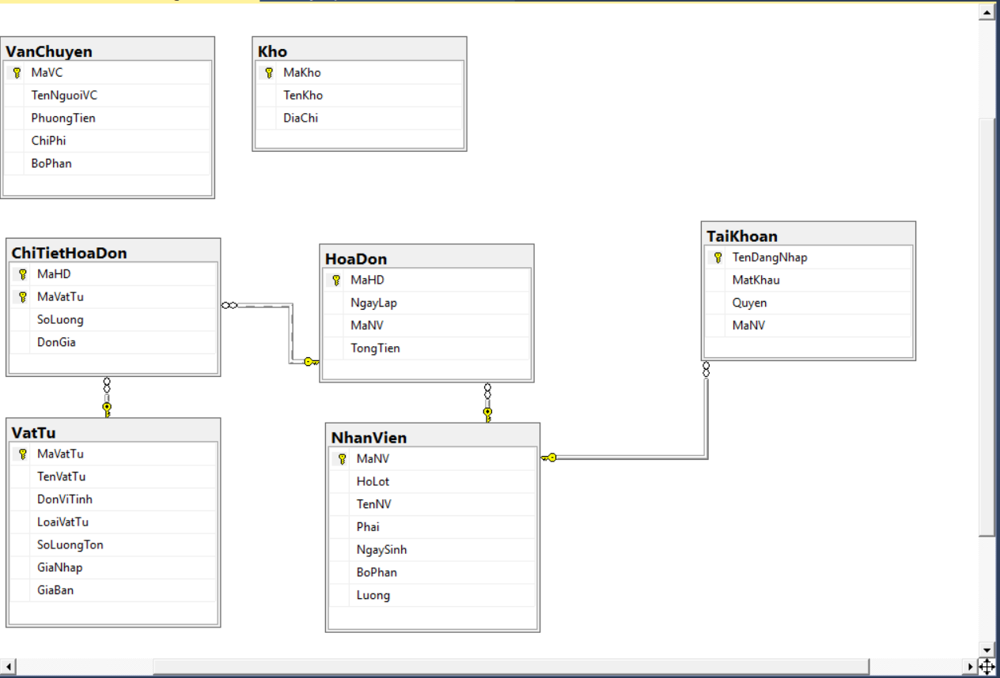 VanChuyen
MaVC
TenNguoiVC
PhuongTien
ChiPhi
BoPhan
Kho
MaKho
TenKho
DiaChi
ChiTietHoaDon
MaHD
MaVatTu
SoLuong
DonGia
HoaDon
MaHD
NgayLap
MaNV
TongTien
TaiKhoan
TenDangNhap
MatKhau
Quyen
MaNV
VatTu
MaVatTu
TenVatTu
DonViTinh
LoaiVatTu
SoLuongTon
GiaNhap
GiaBan
NhanVien
MaNV
HoLot
TenNV
Phai
NgaySinh
BoPhan
Luong